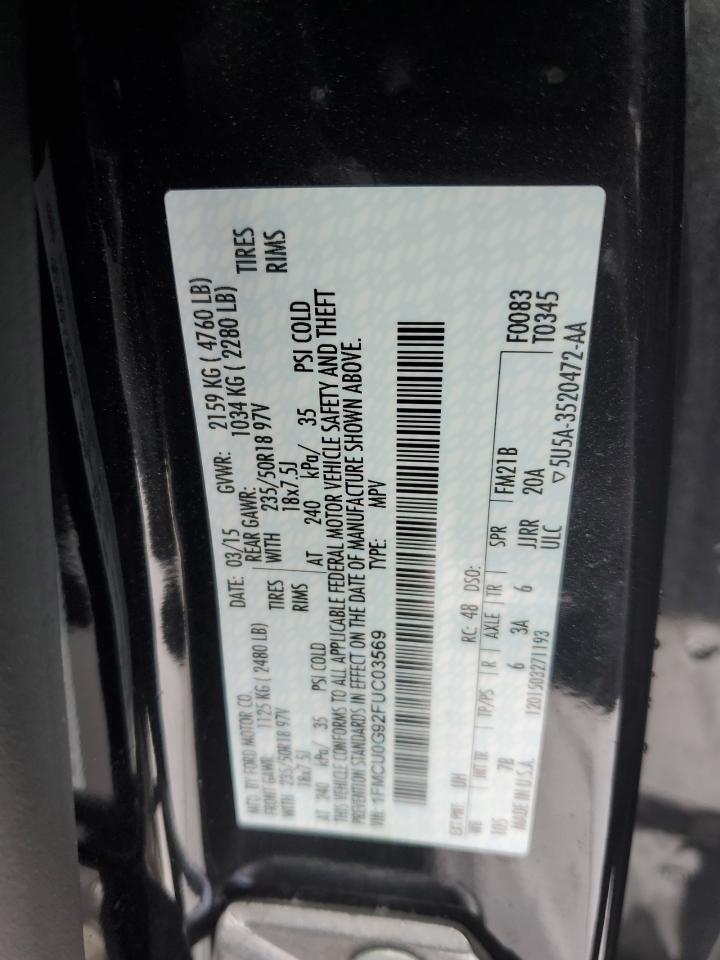 MFD. BY FORD MOTOR CO. DATE: 03/15 GVWR: 2159 KG ( 4760 LB)
FRONT GAWR: 1125 KG ( 2480 LB) REAR GAWR: 1034 KG ( 2280 LB)
WITH 235/50R18 97V TIRES WITH 235/50R18 97V TIRES
18x7.5J RIMS 18x7.5J RIMS
AT 240 kPa/ 35 PSI COLD AT 240 kPa/ 35 PSI COLD
THIS VEHICLE CONFORMS TO ALL APPLICABLE FEDERAL MOTOR VEHICLE SAFETY AND THEFT
PREVENTION STANDARDS IN EFFECT ON THE DATE OF MANUFACTURE SHOWN ABOVE.
VIN: 1FMCU0G92FUC03569 TYPE: MPV
EXT PNT: UH RC: 48 DSO:
WB INT TR TP/PS R AXLE TR SPR FM21B F0083
105 7B 6 3A 6 JJRR 20A T0345
MADE IN U.S.A. 1201503271193 ULC ▽5U5A-3520472-AA